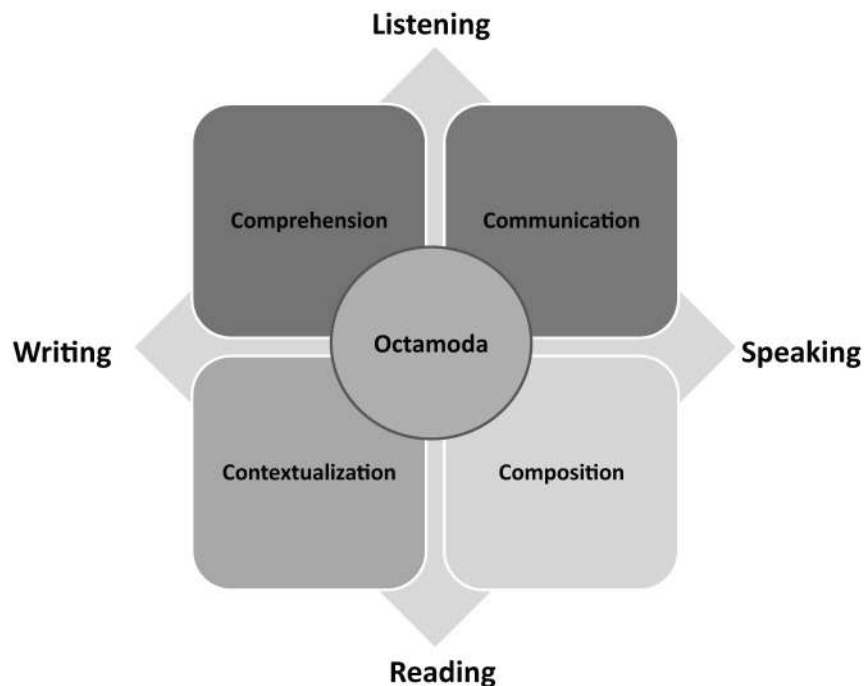 Listening
Comprehension
Communication
Writing
Octamoda
Speaking
Contextualization
Composition
Reading